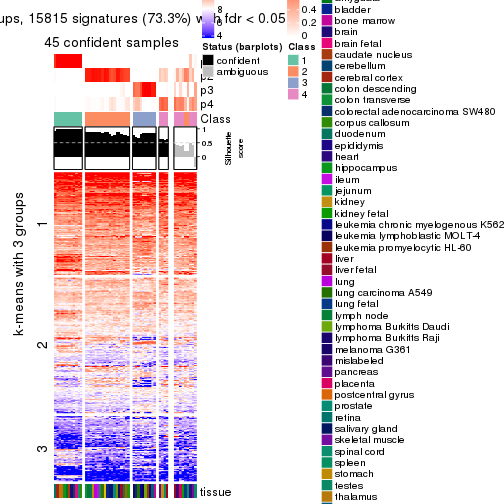 ups, 15815 signatures (73.3%) with fdr < 0.05
45 confident samples
p2
p3
p4
Class
1
0.5
0
Silhouette
score
k-means with 3 groups
1
2
3
tissue
8
6
4
Status (barplots)
confident
ambiguous
0.4
0.2
0
Class
1
2
3
4
bladder
bone marrow
brain
brain fetal
caudate nucleus
cerebellum
cerebral cortex
colon descending
colon transverse
colorectal adenocarcinoma SW480
corpus callosum
duodenum
epididymis
heart
hippocampus
ileum
jejunum
kidney
kidney fetal
leukemia chronic myelogenous K562
leukemia lymphoblastic MOLT-4
leukemia promyelocytic HL-60
liver
liver fetal
lung
lung carcinoma A549
lung fetal
lymph node
lymphoma Burkitts Daudi
lymphoma Burkitts Raji
melanoma G361
mislabeled
pancreas
placenta
postcentral gyrus
prostate
retina
salivary gland
skeletal muscle
spinal cord
spleen
stomach
testes
thalamus